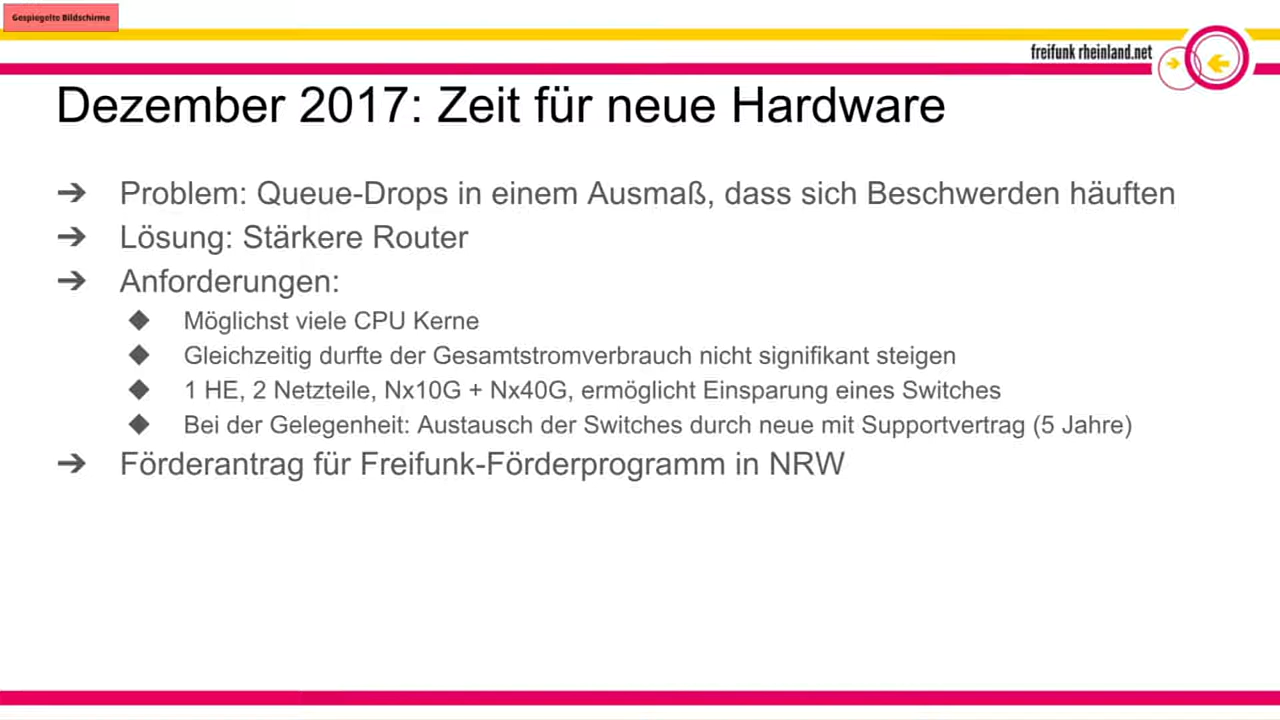 Gespiegelte Bildschirme
freifunk rheinland.net
Dezember 2017: Zeit für neue Hardware
➔ Problem: Queue-Drops in einem Ausmaß, dass sich Beschwerden häuften
➔ Lösung: Stärkere Router
➔ Anforderungen:
◆ Möglichst viele CPU Kerne
◆ Gleichzeitig durfte der Gesamtstromverbrauch nicht signifikant steigen
◆ 1 HE, 2 Netzteile, Nx10G + Nx40G, ermöglicht Einsparung eines Switches
◆ Bei der Gelegenheit: Austausch der Switches durch neue mit Supportvertrag (5 Jahre)
➔ Förderantrag für Freifunk-Förderprogramm in NRW